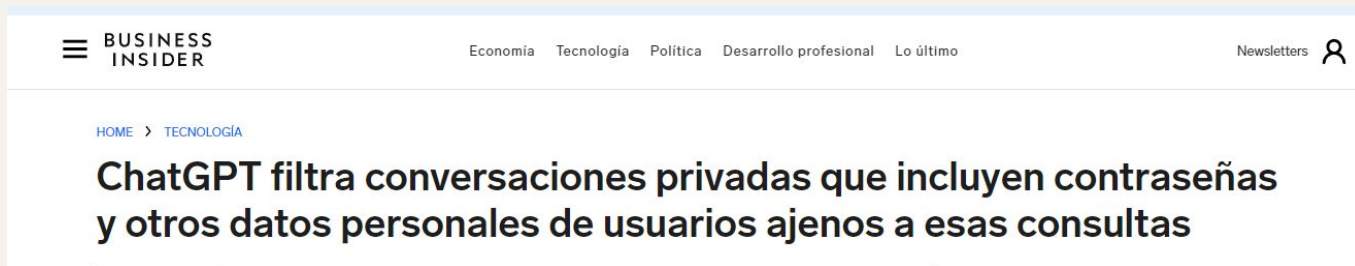 BUSINESS
INSIDER
Economía Tecnología Política Desarrollo profesional Lo último
Newsletters
HOME > TECNOLOGÍA
ChatGPT filtra conversaciones privadas que incluyen contraseñas
y otros datos personales de usuarios ajenos a esas consultas